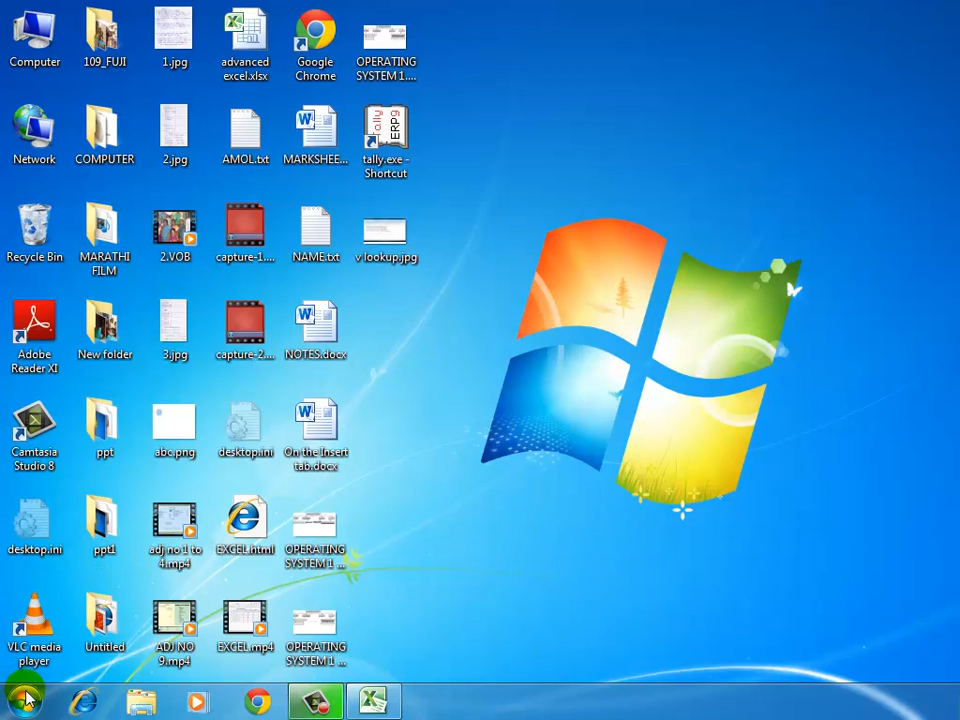 Computer
109_FUJI
1.jpg
advanced
excel.xlsx
Google
Chrome
OPERATING
SYSTEM 1....
Network
COMPUTER
2.jpg
AMOL.txt
MARKSHEE...
Tally
ERP9
tally.exe -
Shortcut
Recycle Bin
MARATHI
FILM
2.VOB
capture-1....
NAME.txt
v lookup.jpg
Adobe
Reader XI
New folder
3.jpg
capture-2....
NOTES.docx
Camtasia
Studio 8
ppt
abc.png
desktop.ini
On the Insert
tab.docx
desktop.ini
ppt1
adj no 1 to
4.mp4
EXCEL.html
OPERATING
SYSTEM 1 ...
VLC media
player
Untitled
ADJ NO
9.mp4
EXCEL.mp4
OPERATING
SYSTEM 1 ...